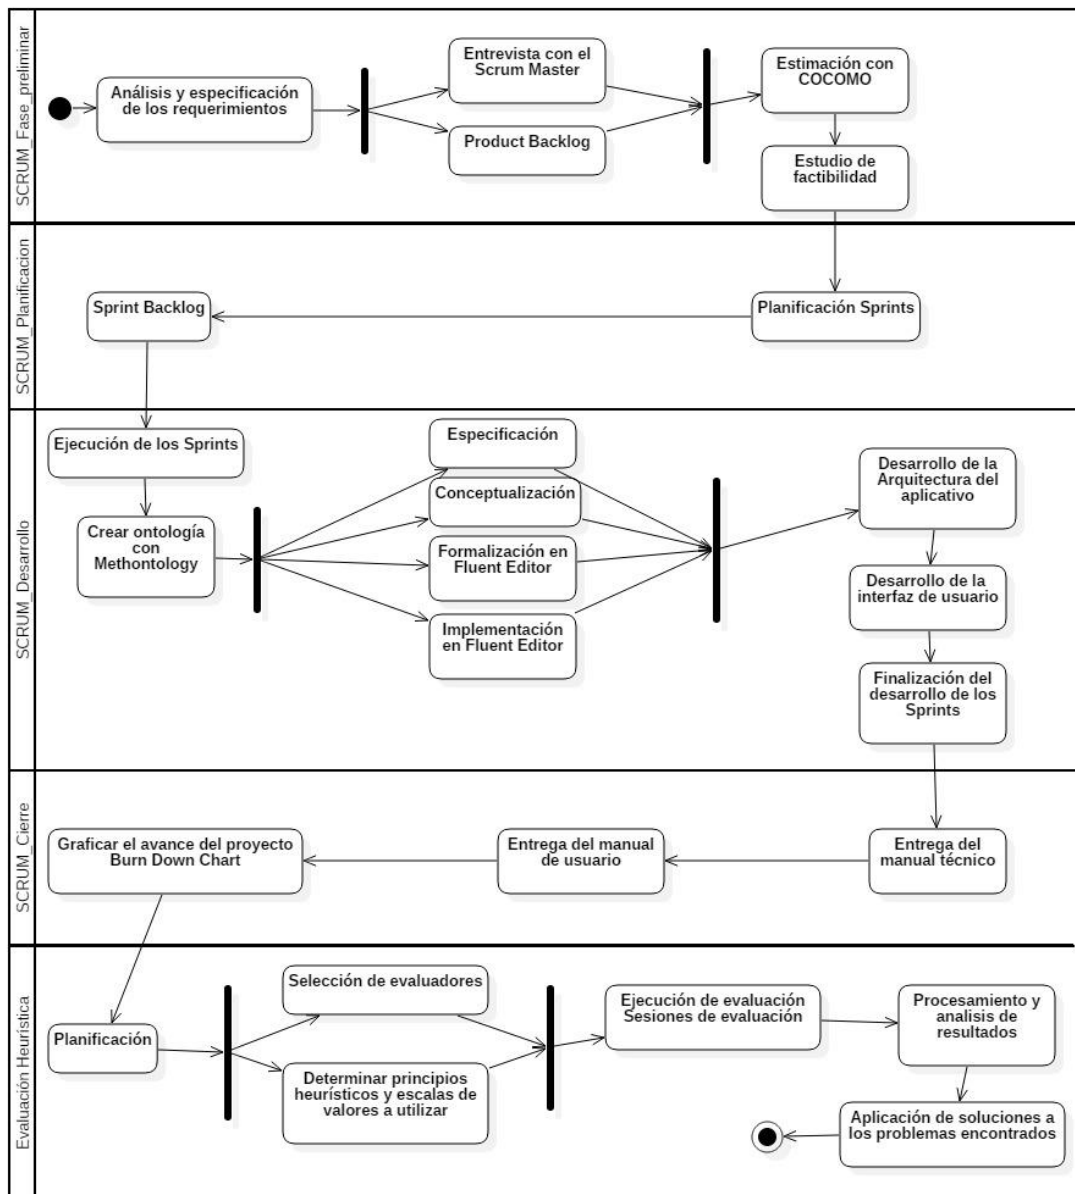 SCRUM_Fase_preliminar
Análisis y especificación
de los requerimientos
Entrevista con el
Scrum Master
Product Backlog
Estimación con
COCOMO
Estudio de
factibilidad
SCRUM_Planificacion
Planificación Sprints
Sprint Backlog
SCRUM_Desarrollo
Ejecución de los Sprints
Crear ontología
con
Methontology
Especificación
Conceptualización
Formalización en
Fluent Editor
Implementación
en Fluent Editor
Desarrollo de la
Arquitectura del
aplicativo
Desarrollo de la
interfaz de usuario
Finalización del
desarrollo de los
Sprints
SCRUM_Cierre
Entrega del
manual técnico
Entrega del manual
de usuario
Graficar el avance del proyecto
Burn Down Chart
Evaluación Heurística
Planificación
Selección de evaluadores
Determinar principios
heurísticos y escalas de
valores a utilizar
Ejecución de evaluación
Sesiones de evaluación
Procesamiento y
analisis de
resultados
Aplicación de soluciones a
los problemas encontrados